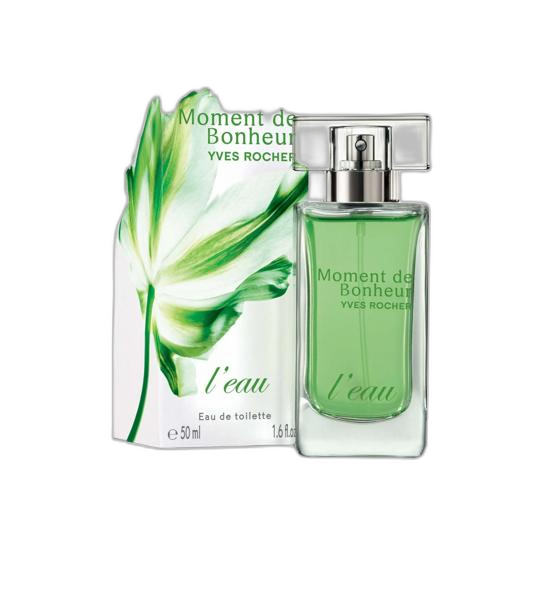 Moment de
Bonheur
YVES ROCHER
l'eau
Eau de toilette
e 50 ml
1.6 fl.oz
Moment de
Bonheur
YVES ROCHER
l'eau